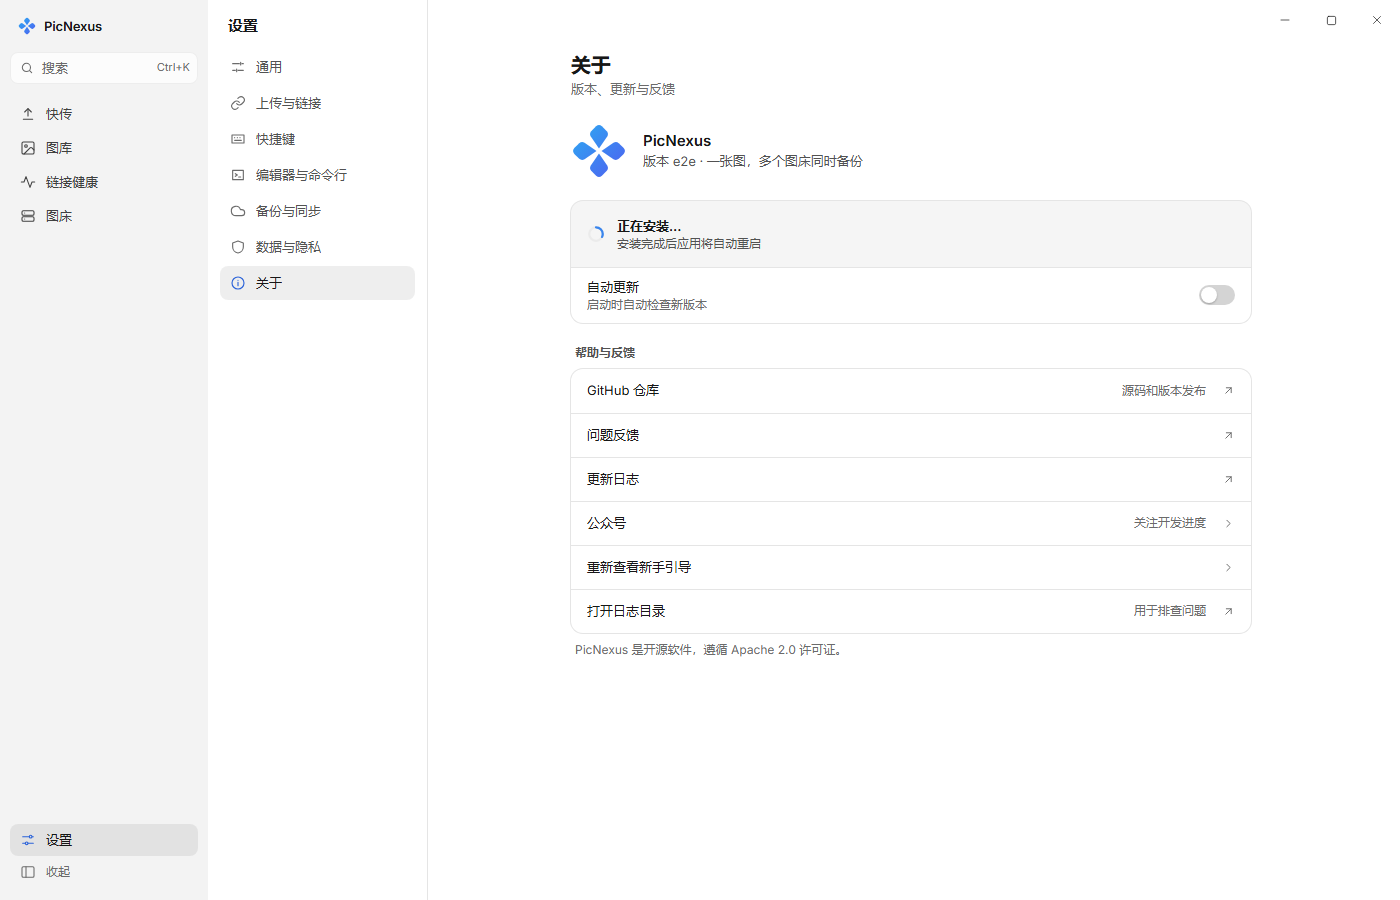 PicNexus
搜索 Ctrl+K
快传
图库
链接健康
图床
设置
收起
设置
通用
上传与链接
快捷键
编辑器与命令行
备份与同步
数据与隐私
关于
关于
版本、更新与反馈
PicNexus
版本 e2e · 一张图，多个图床同时备份
正在安装...
安装完成后应用将自动重启
自动更新
启动时自动检查新版本
帮助与反馈
GitHub 仓库 源码和版本发布
问题反馈
更新日志
公众号 关注开发进度
重新查看新手引导
打开日志目录 用于排查问题
PicNexus 是开源软件，遵循 Apache 2.0 许可证。